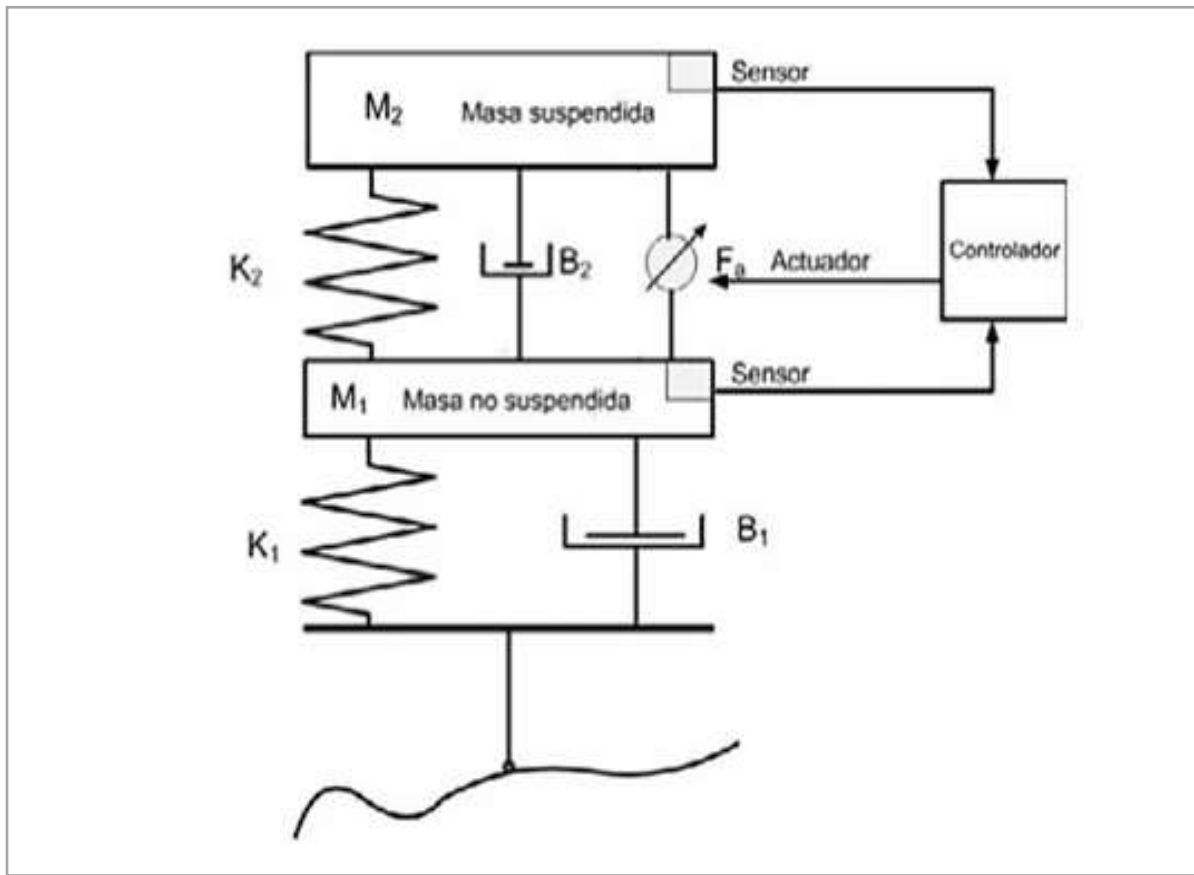 Sensor
M₂ Masa suspendida
K₂
B₂
Fₐ Actuador
Controlador
Sensor
M₁ Masa no suspendida
K₁
B₁